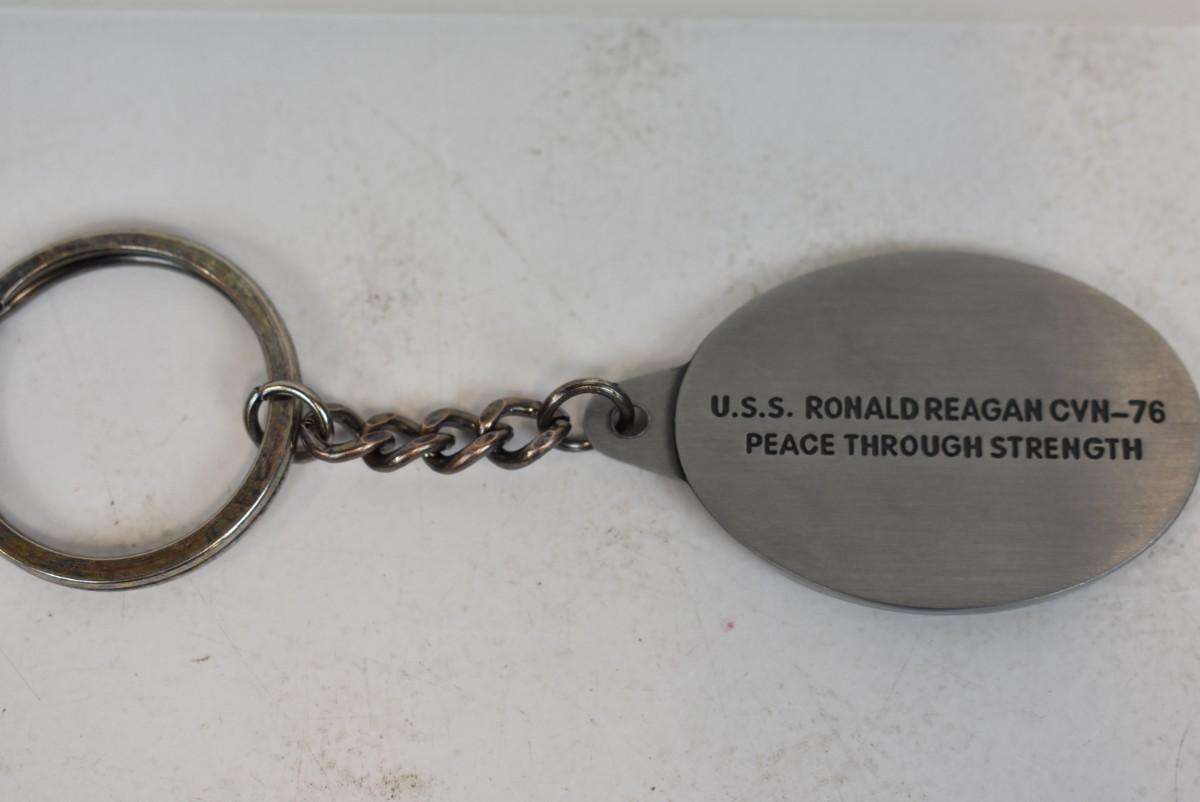 U.S.S. RONALD REAGAN CVN-76
PEACE THROUGH STRENGTH